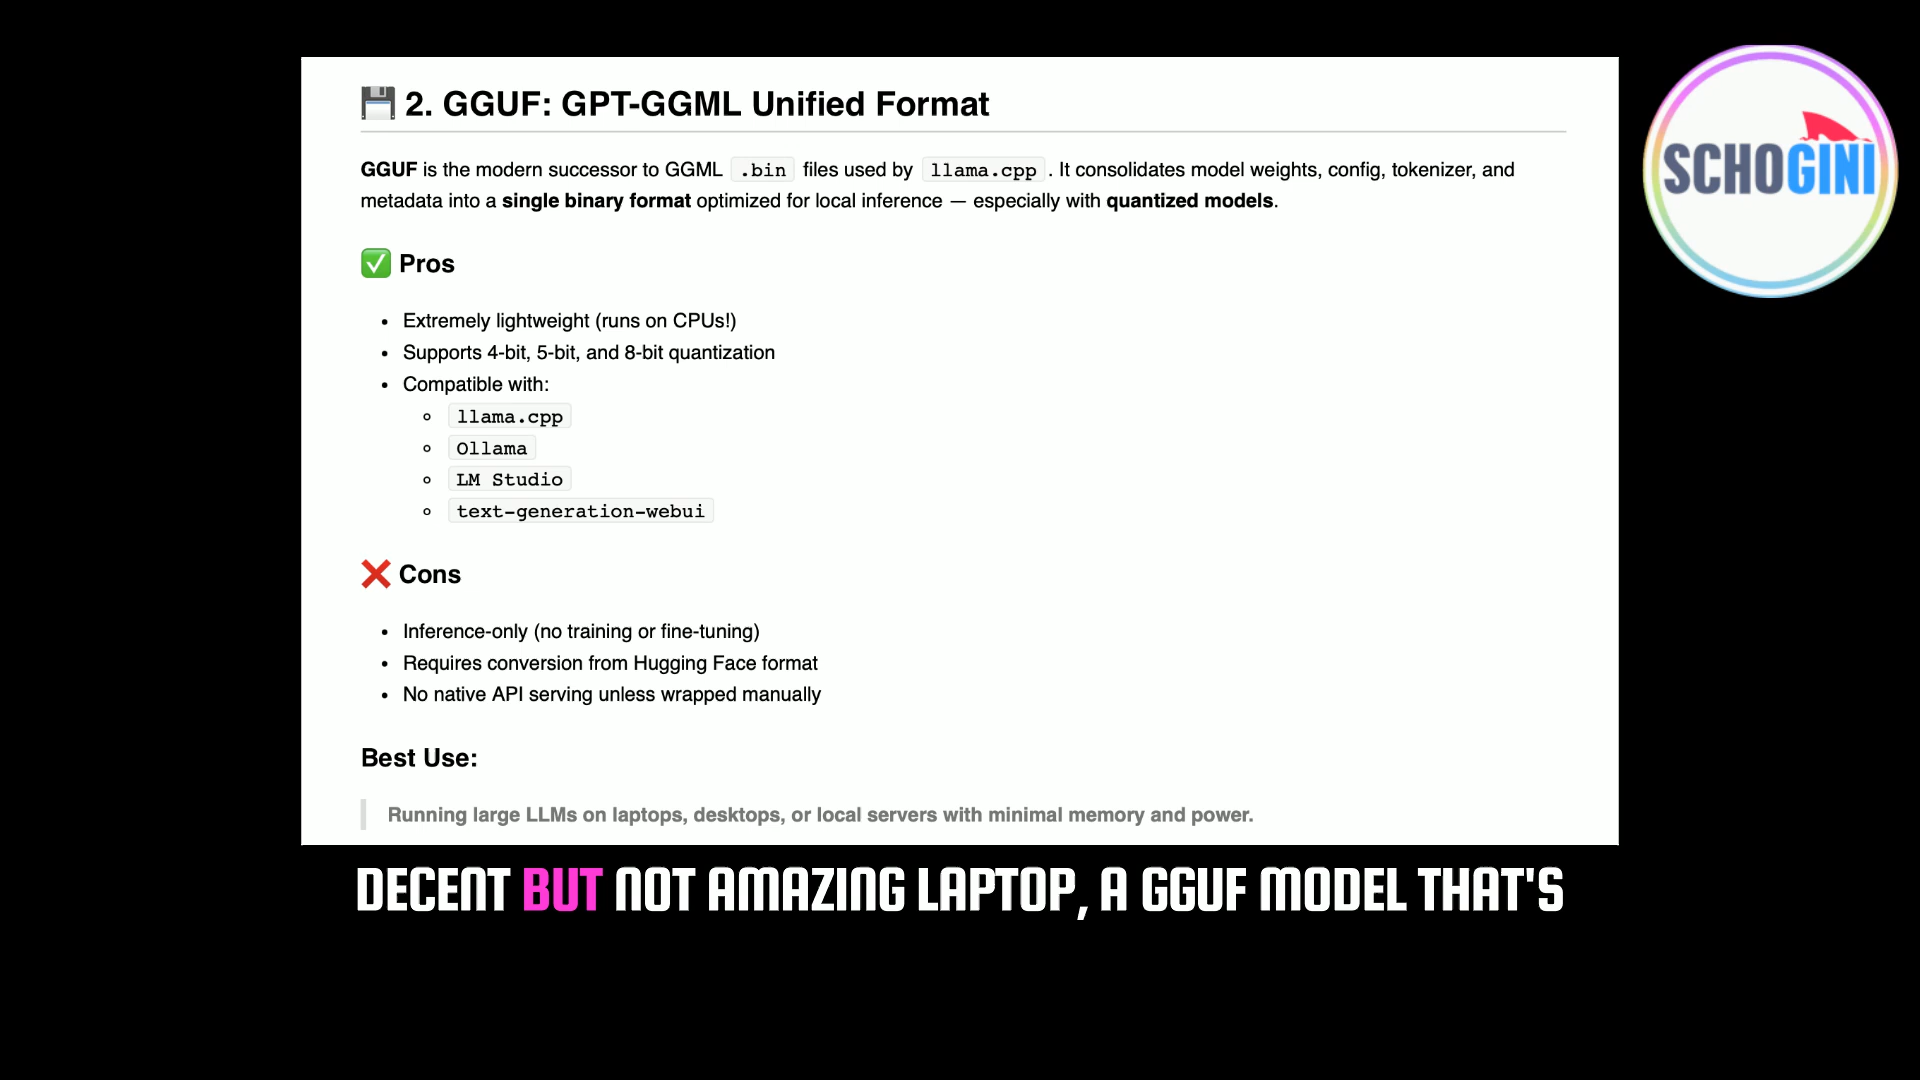 💾 2. GGUF: GPT-GGML Unified Format
GGUF is the modern successor to GGML .bin files used by llama.cpp. It consolidates model weights, config, tokenizer, and
metadata into a single binary format optimized for local inference — especially with quantized models.
✅ Pros
• Extremely lightweight (runs on CPUs!)
• Supports 4-bit, 5-bit, and 8-bit quantization
• Compatible with:
◦ llama.cpp
◦ Ollama
◦ LM Studio
◦ text-generation-webui
❌ Cons
• Inference-only (no training or fine-tuning)
• Requires conversion from Hugging Face format
• No native API serving unless wrapped manually
Best Use:
Running large LLMs on laptops, desktops, or local servers with minimal memory and power.
SCHOGINI
DECENT BUT NOT AMAZING LAPTOP, A GGUF MODEL THAT'S